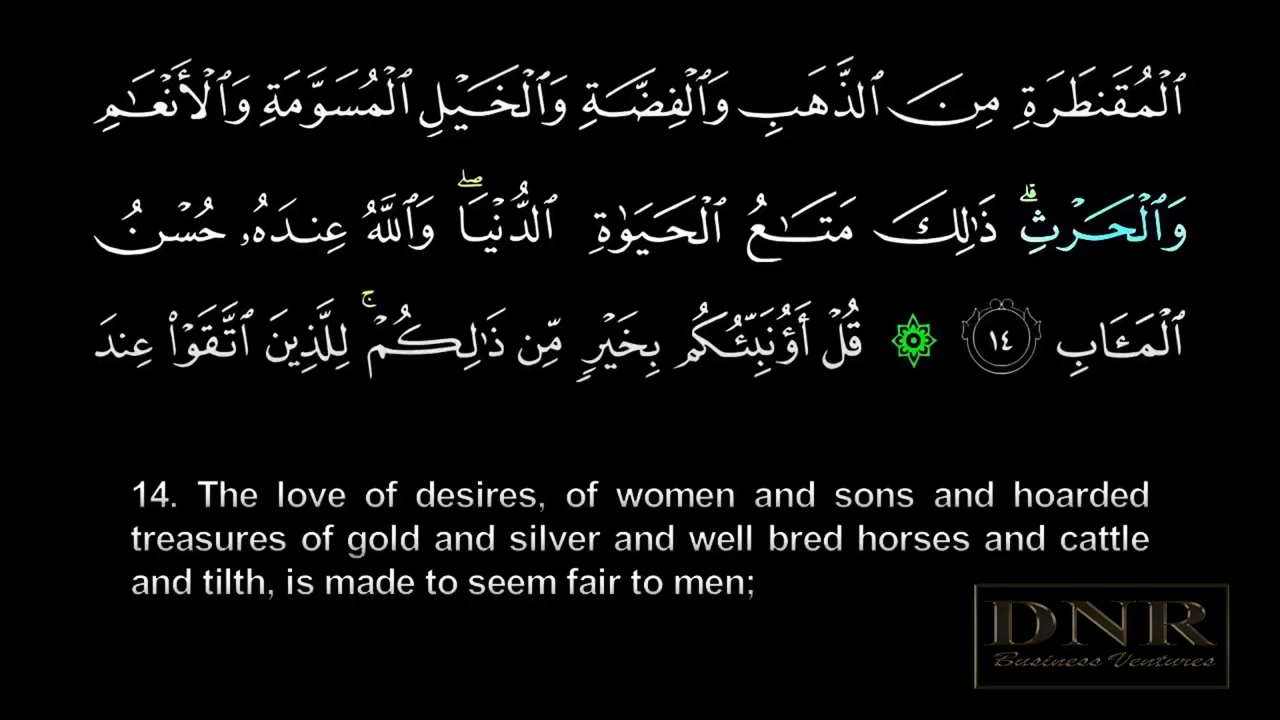 ٱلْمُقَنطَرَةِ مِنَ ٱلذَّهَبِ وَٱلْفِضَّةِ وَٱلْخَيْلِ ٱلْمُسَوَّمَةِ وَٱلْأَنْعَـٰمِ
وَٱلْحَرْثِ ۗ ذَٰلِكَ مَتَـٰعُ ٱلْحَيَوٰةِ ٱلدُّنْيَا ۖ وَٱللَّهُ عِندَهُۥ حُسْنُ
ٱلْمَـَٔابِ ١٤ ۞ قُلْ أَؤُنَبِّئُكُم بِخَيْرٍ مِّن ذَٰلِكُمْ ۚ لِلَّذِينَ ٱتَّقَوْا۟ عِندَ
14. The love of desires, of women and sons and hoarded
treasures of gold and silver and well bred horses and cattle
and tilth, is made to seem fair to men;
DNR
Business Ventures